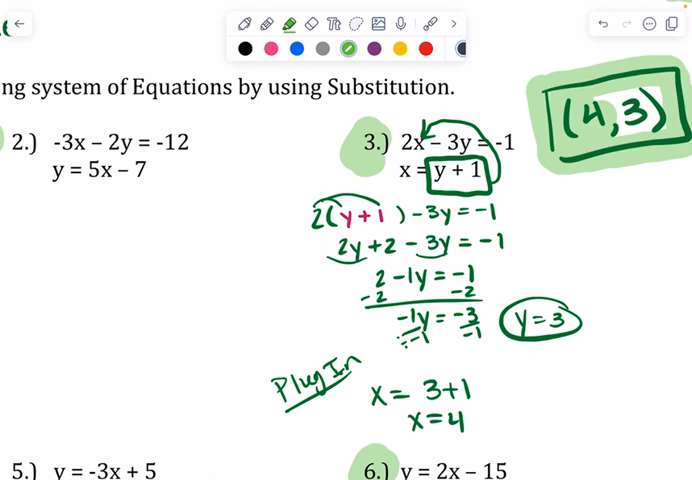 ng system of Equations by using Substitution.
(4,3)
2.) -3x – 2y = -12
y = 5x – 7
3.) 2x – 3y = -1
x = y + 1
2(y+1) -3y = -1
2y+2 -3y = -1
2 -1y = -1
-2 -2
-1y = -3
-1 -1
y=3
Plug In
x= 3+1
x=4
5.) y = -3x + 5
6.) y = 2x – 15